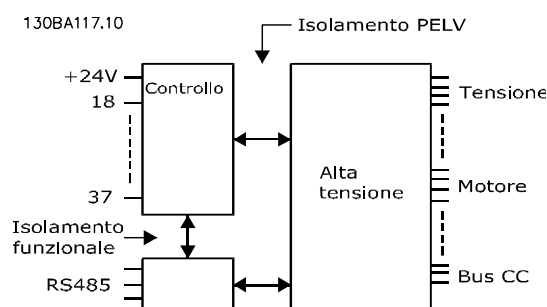 130BA117.10
Isolamento PELV
+24V
Controllo
Tensione
18
Alta
tensione
Motore
37
Isolamento
funzionale
RS485
Bus CC